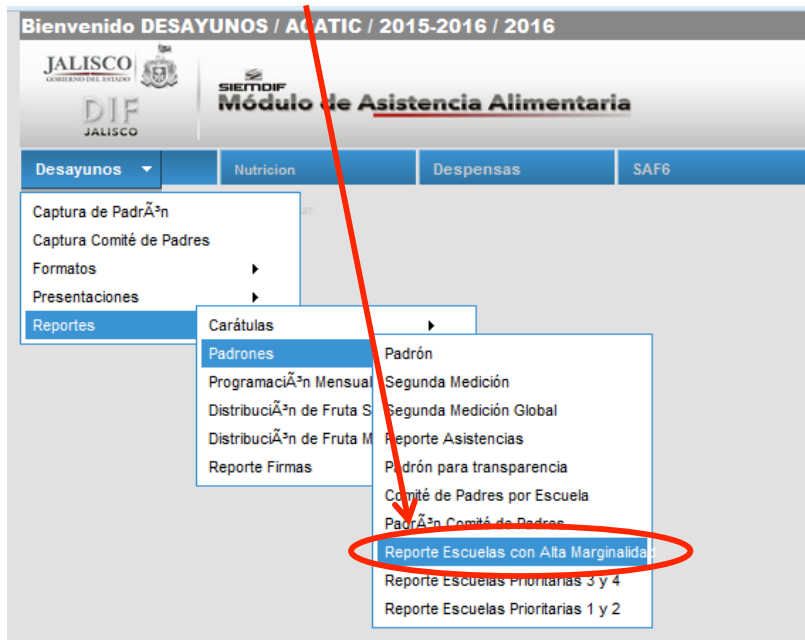 Bienvenido DESAYUNOS / ACATIC / 2015-2016 / 2016
JALISCO
GOBIERNO DEL ESTADO
DIF
JALISCO
SIEMDIF
Módulo de Asistencia Alimentaria
Desayunos Nutricion Despensas SAF6
Captura de PadrÃ³n
ar
Captura Comité de Padres
Formatos
Presentaciones
Reportes
Carátulas
Padrones
ProgramaciÃ³n Mensual
DistribuciÃ³n de Fruta S
DistribuciÃ³n de Fruta M
Reporte Firmas
Padrón
Segunda Medición
Segunda Medición Global
Reporte Asistencias
Padrón para transparencia
Comité de Padres por Escuela
PadrÃ³n Comité de Padres
Reporte Escuelas con Alta Marginalidad
Reporte Escuelas Prioritarias 3 y 4
Reporte Escuelas Prioritarias 1 y 2